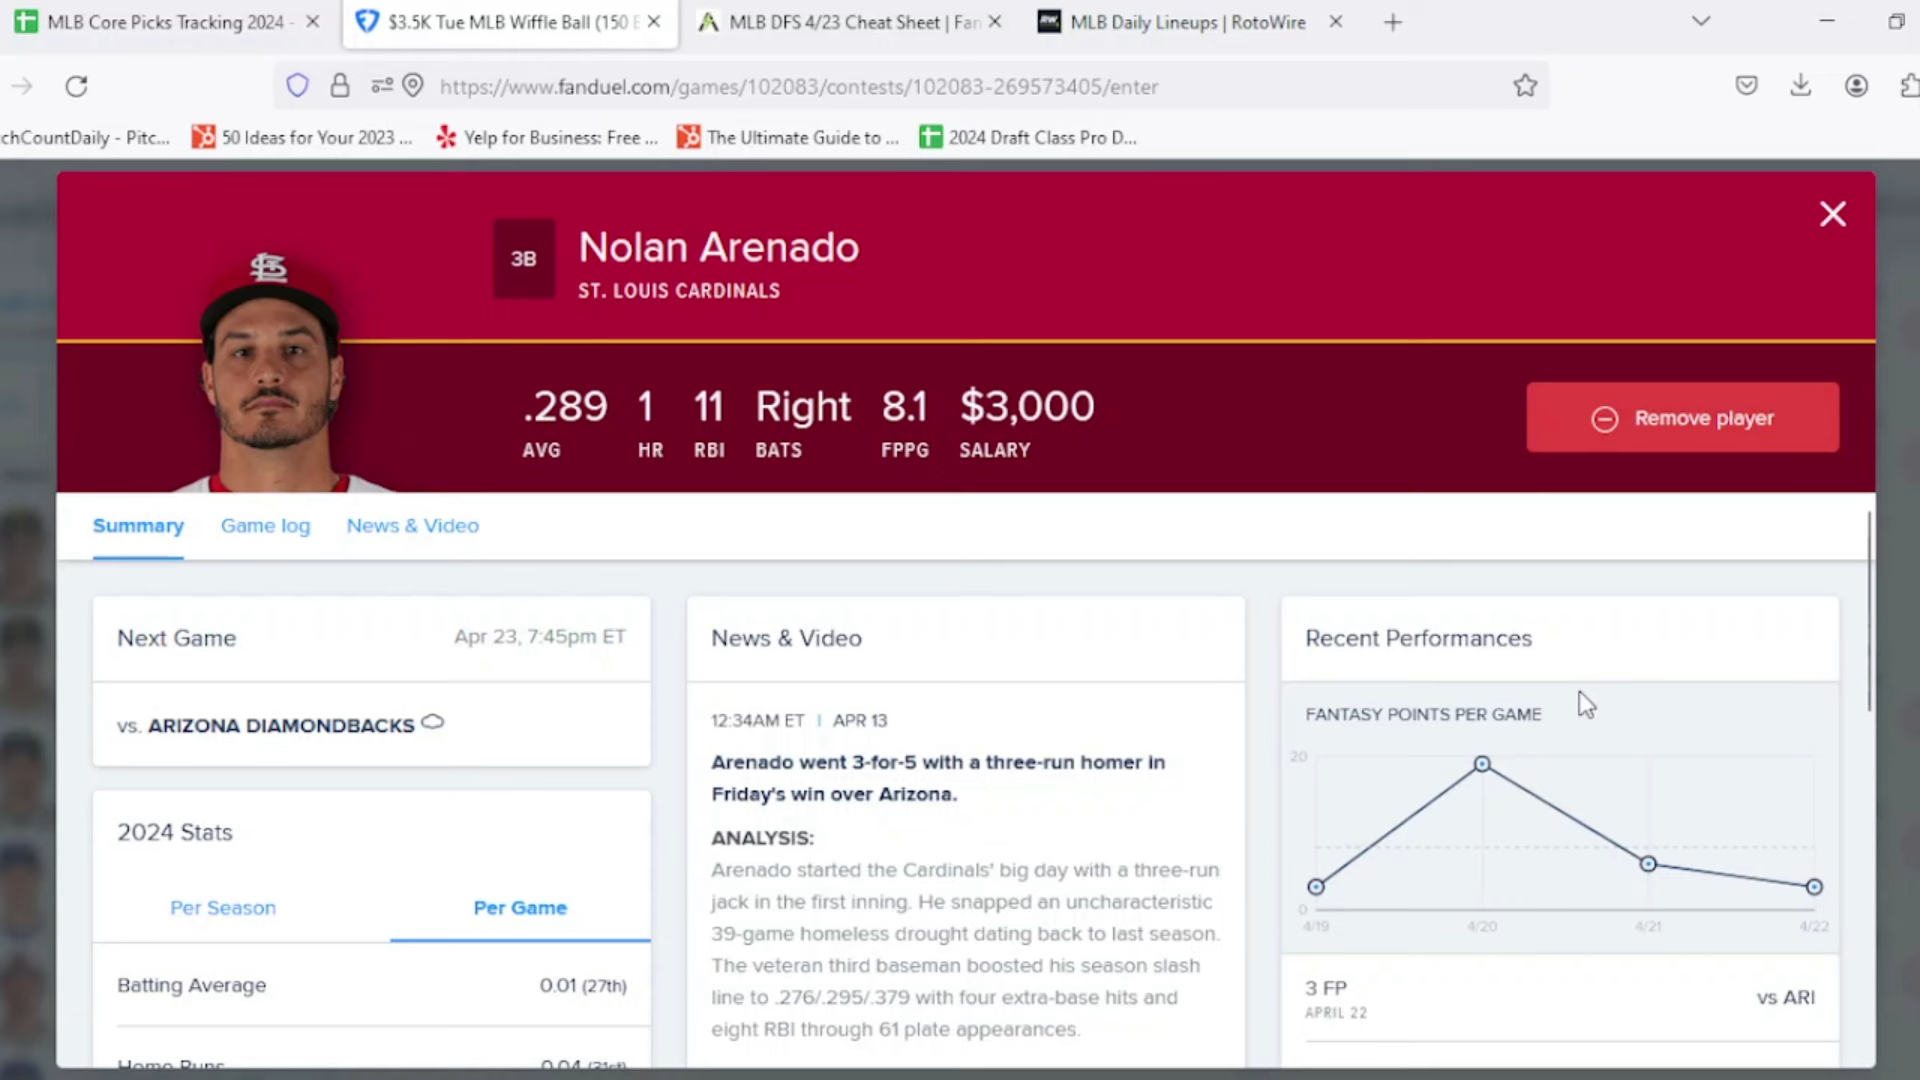 MLB Core Picks Tracking 2024 -
$3.5K Tue MLB Wiffle Ball (150 E
MLB DFS 4/23 Cheat Sheet | Fan
RW
MLB Daily Lineups | RotoWire
https://www.fanduel.com/games/102083/contests/102083-269573405/enter
chCountDaily - Pitc...
50 Ideas for Your 2023 ...
Yelp for Business: Free ...
The Ultimate Guide to ...
2024 Draft Class Pro D...
3B
Nolan Arenado
ST. LOUIS CARDINALS
.289 1 11 Right 8.1 $3,000
AVG HR RBI BATS FPPG SALARY
Remove player
Summary Game log News & Video
Next Game Apr 23, 7:45pm ET
vs. ARIZONA DIAMONDBACKS
2024 Stats
Per Season Per Game
Batting Average 0.01 (27th)
Home Runs 0.04 (31st)
News & Video
12:34AM ET | APR 13
Arenado went 3-for-5 with a three-run homer in
Friday's win over Arizona.
ANALYSIS:
Arenado started the Cardinals' big day with a three-run
jack in the first inning. He snapped an uncharacteristic
39-game homeless drought dating back to last season.
The veteran third baseman boosted his season slash
line to .276/.295/.379 with four extra-base hits and
eight RBI through 61 plate appearances.
Recent Performances
FANTASY POINTS PER GAME
20
0
4/19 4/20 4/21 4/22
3 FP
APRIL 22
vs ARI